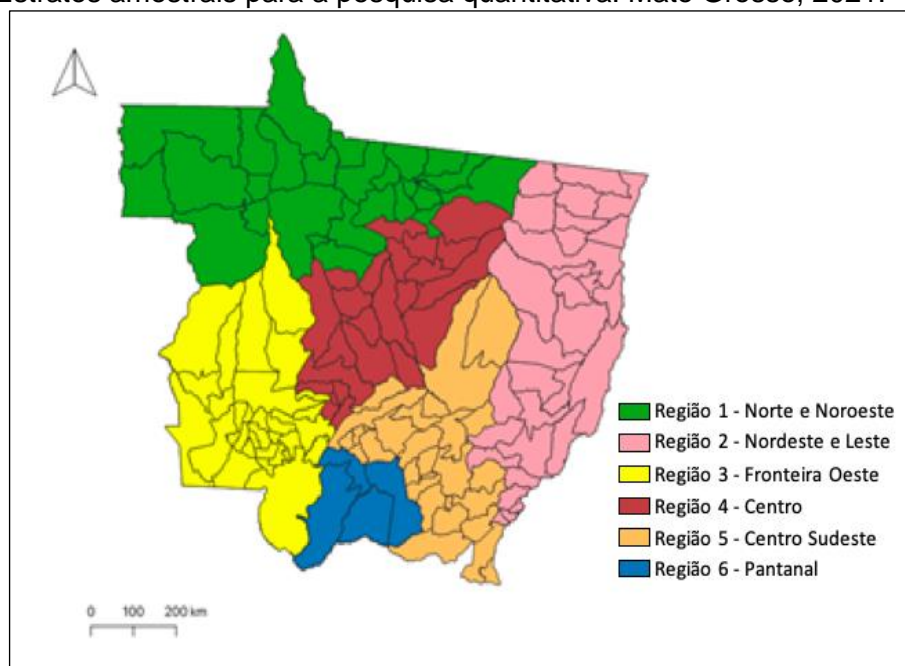 Estratos amostrais para a pesquisa quantitativa. Mato Grosso, 2021.
Região 1 - Norte e Noroeste
Região 2 - Nordeste e Leste
Região 3 - Fronteira Oeste
Região 4 - Centro
Região 5 - Centro Sudeste
Região 6 - Pantanal
0 100 200 km